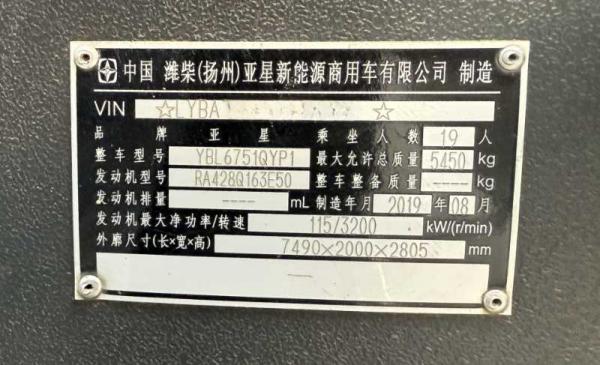 中国 潍柴(扬州)亚星新能源商用车有限公司 制造
VIN ☆LYBA ☆
品牌 亚星 乘坐人数 19 人
整车型号 YBL6751QYP1 最大允许总质量 5450 kg
发动机型号 RA428Q163E50 整车整备质量 ---- kg
发动机排量 ---- mL 制造年月 2019 年 08 月
发动机最大净功率/转速 115/3200 kW/(r/min)
外廓尺寸(长×宽×高) 7490×2000×2805 mm
—